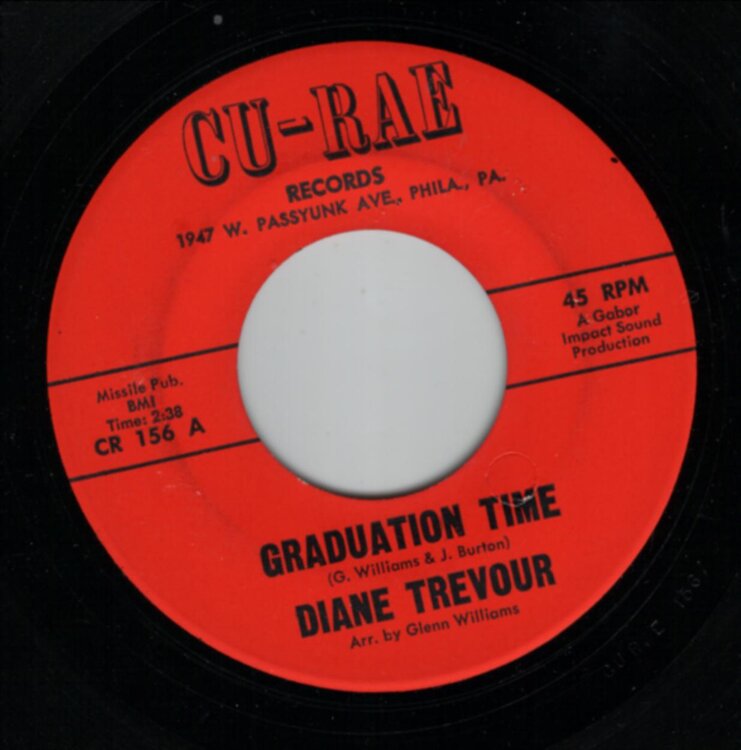 CU-RAE
RECORDS
1947 W. PASSYUNK AVE., PHILA., PA.
45 RPM
A Gabor
Impact Sound
Production
Missile Pub.
BMI
Time: 2:38
CR 156 A
GRADUATION TIME
(G. Williams & J. Burton)
DIANE TREVOUR
Arr. by Glenn Williams